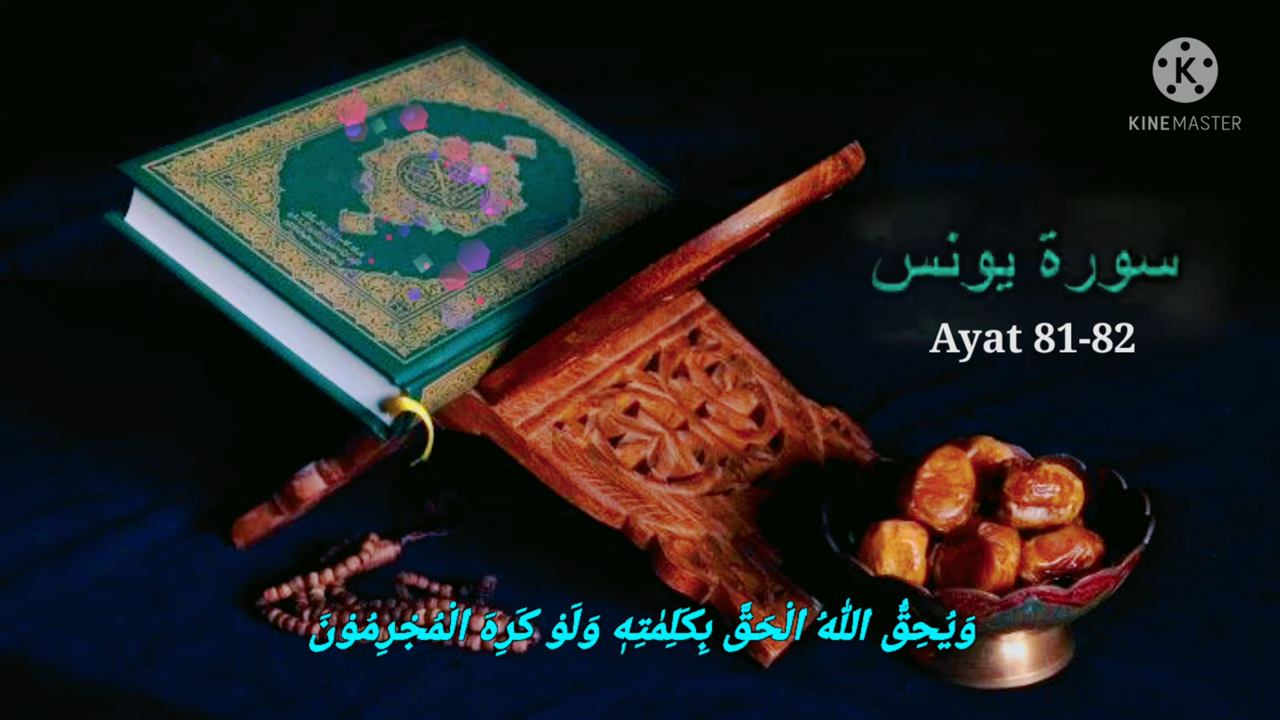 KINEMASTER
سورة يونس
Ayat 81-82
وَيُحِقُّ اللّٰهُ الْحَقَّ بِكَلِمٰتِهٖ وَلَوْ كَرِهَ الْمُجْرِمُوْنَ